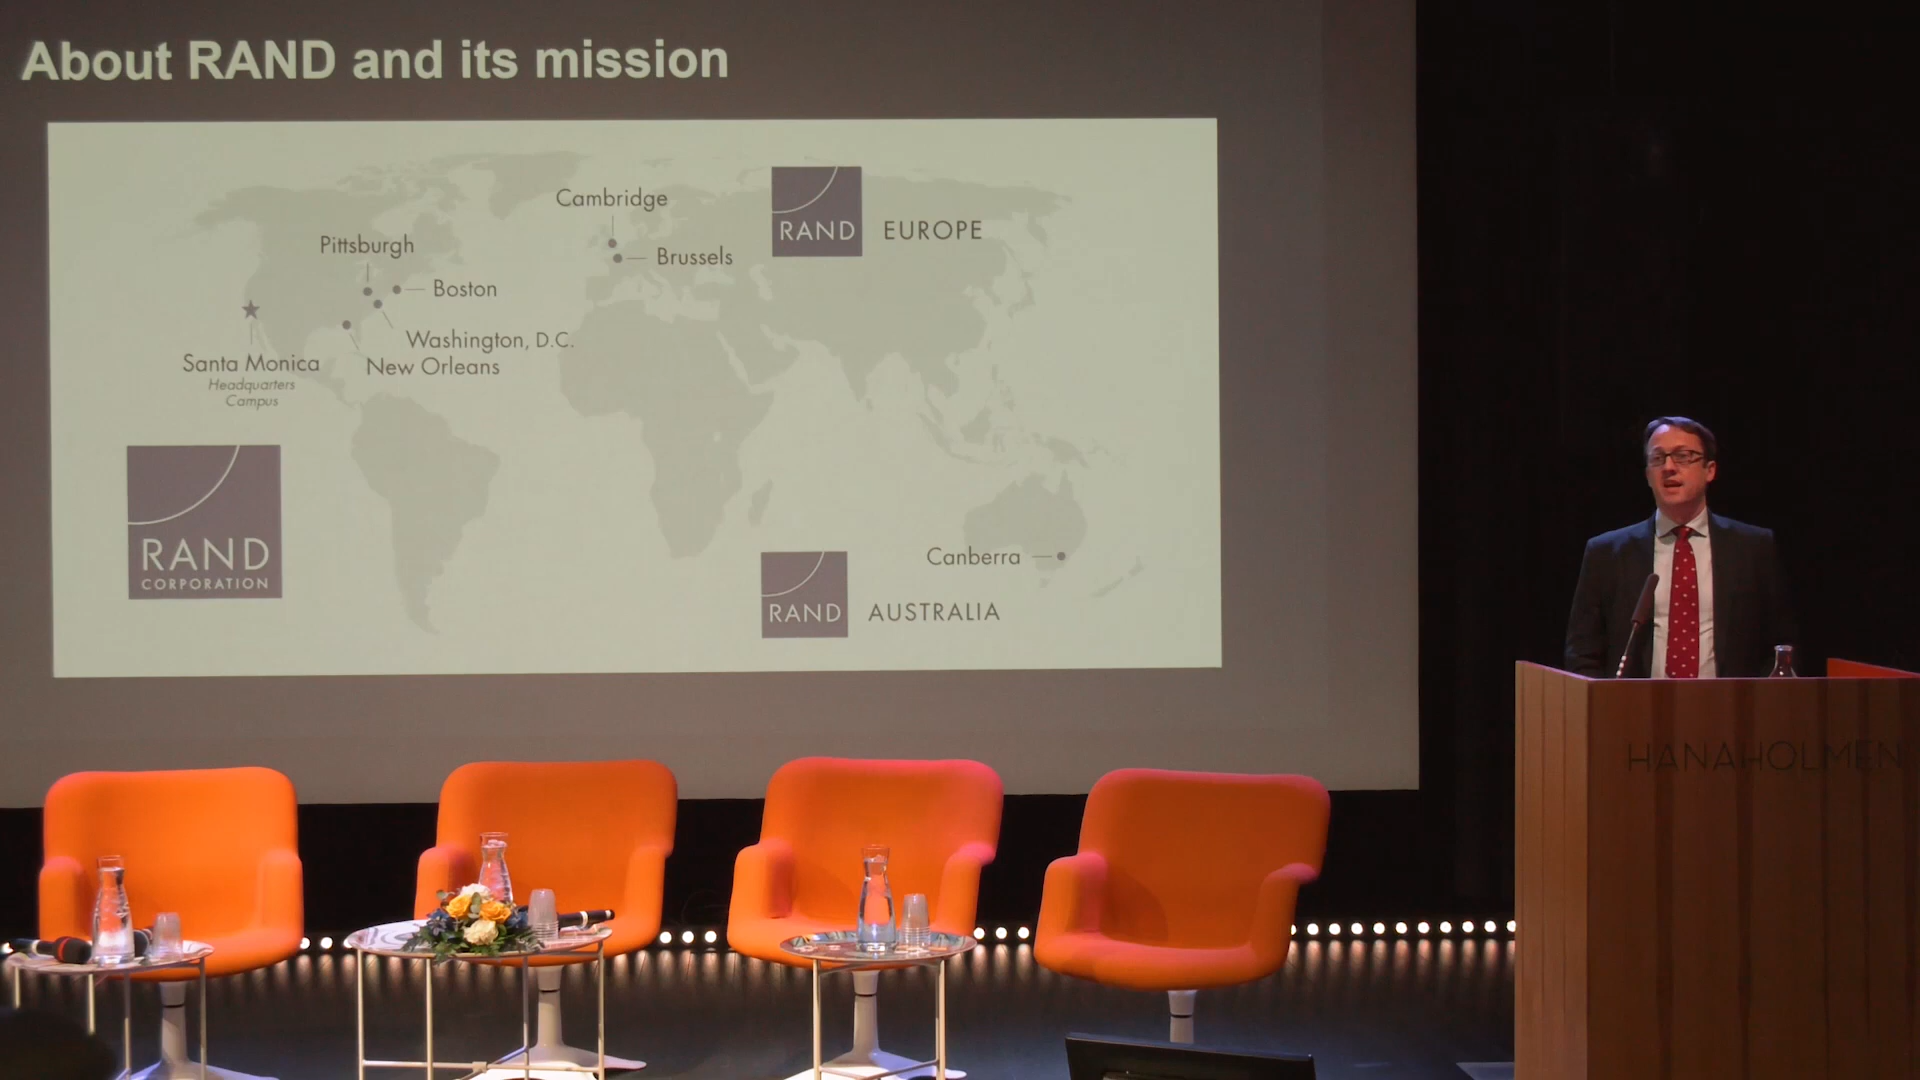 About RAND and its mission
Cambridge
RAND EUROPE
Pittsburgh
Brussels
Boston
Washington, D.C.
Santa Monica
New Orleans
Headquarters
Campus
RAND
CORPORATION
Canberra
RAND AUSTRALIA
HANAHOLMEN